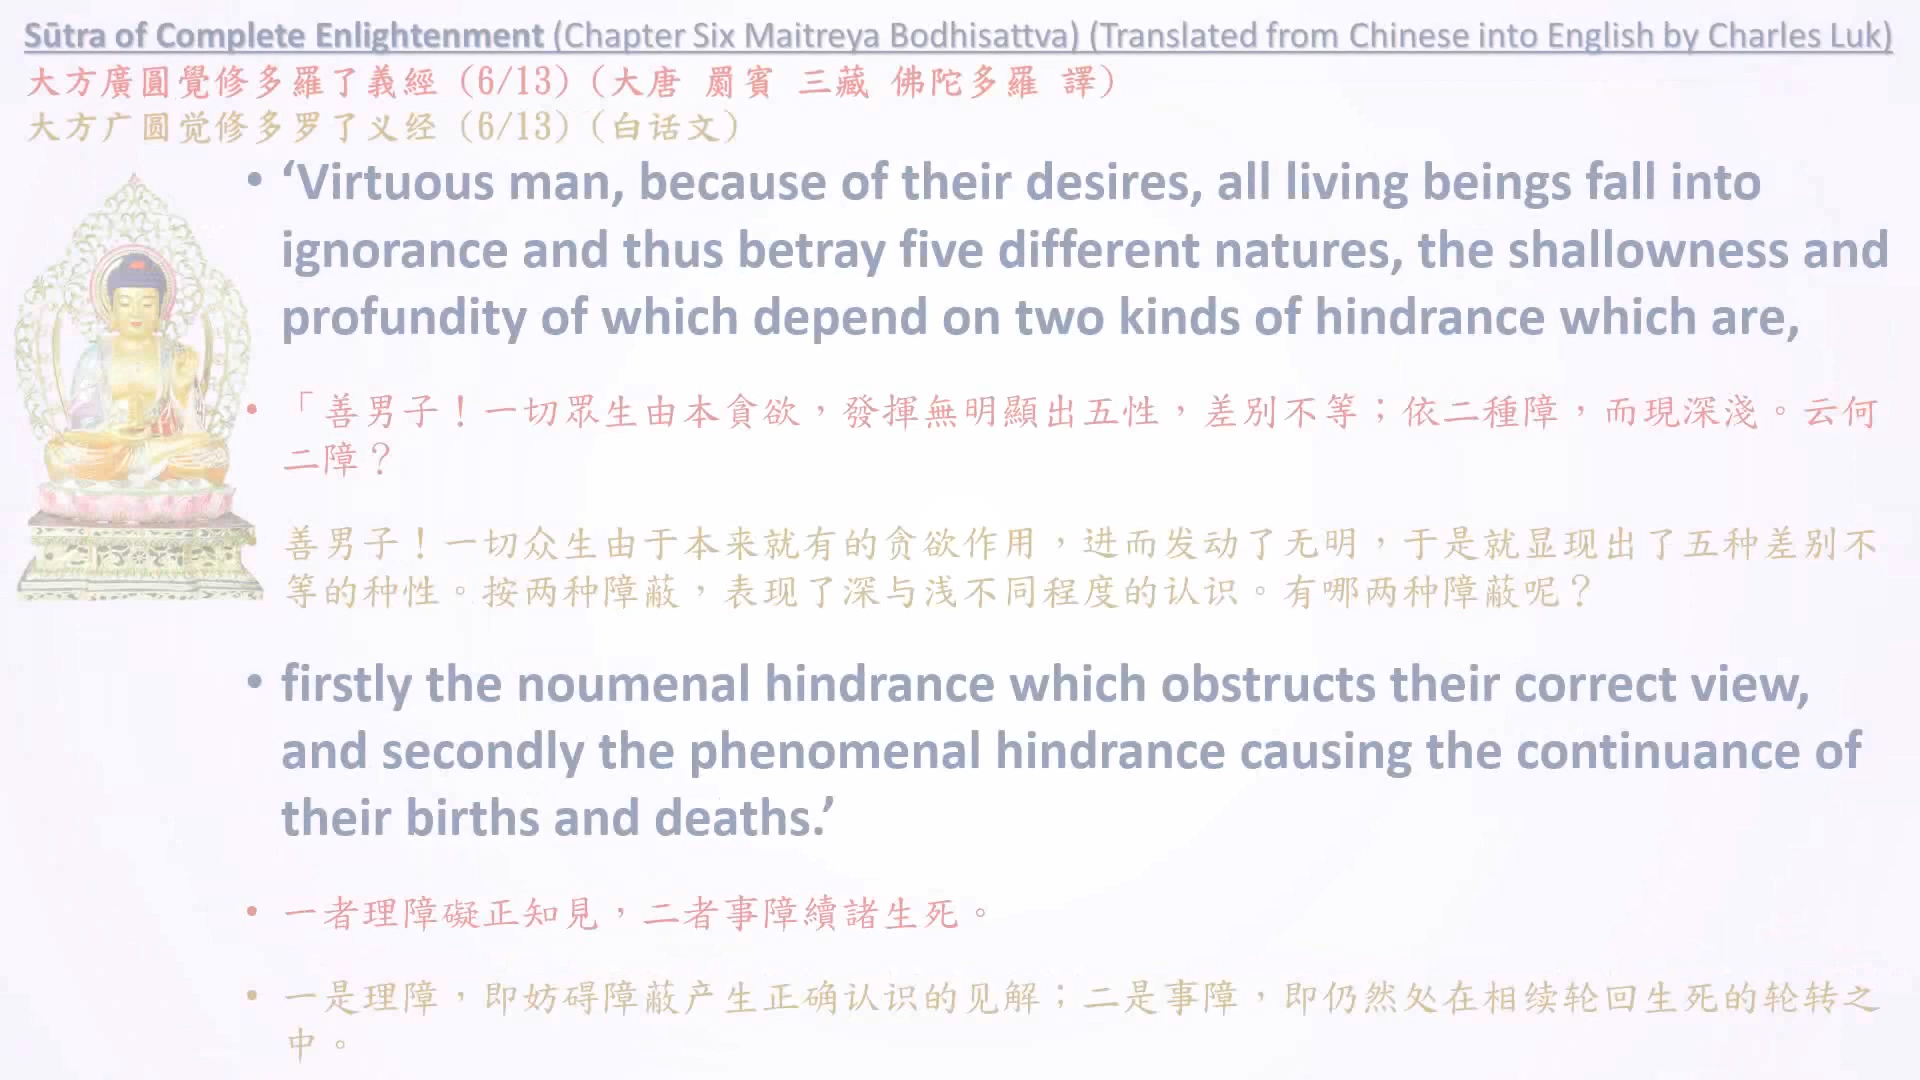 Sūtra of Complete Enlightenment (Chapter Six Maitreya Bodhisattva) (Translated from Chinese into English by Charles Luk)
大方廣圓覺修多羅了義經 (6/13) (大唐 罽賓 三藏 佛陀多羅 譯)
大方广圆觉修多罗了义经 (6/13) (白话文)
• ‘Virtuous man, because of their desires, all living beings fall into
ignorance and thus betray five different natures, the shallowness and
profundity of which depend on two kinds of hindrance which are,
• 「善男子！一切眾生由本貪欲，發揮無明顯出五性，差別不等；依二種障，而現深淺。云何
二障？
• 善男子！一切众生由于本来就有的贪欲作用，进而发动了无明，于是就显现出了五种差别不
等的种性。按两种障蔽，表现了深与浅不同程度的认识。有哪两种障蔽呢？
• firstly the noumenal hindrance which obstructs their correct view,
and secondly the phenomenal hindrance causing the continuance of
their births and deaths.’
• 一者理障礙正知見，二者事障續諸生死。
• 一是理障，即妨碍障蔽产生正确认识的见解；二是事障，即仍然处在相续轮回生死的轮转之
中。